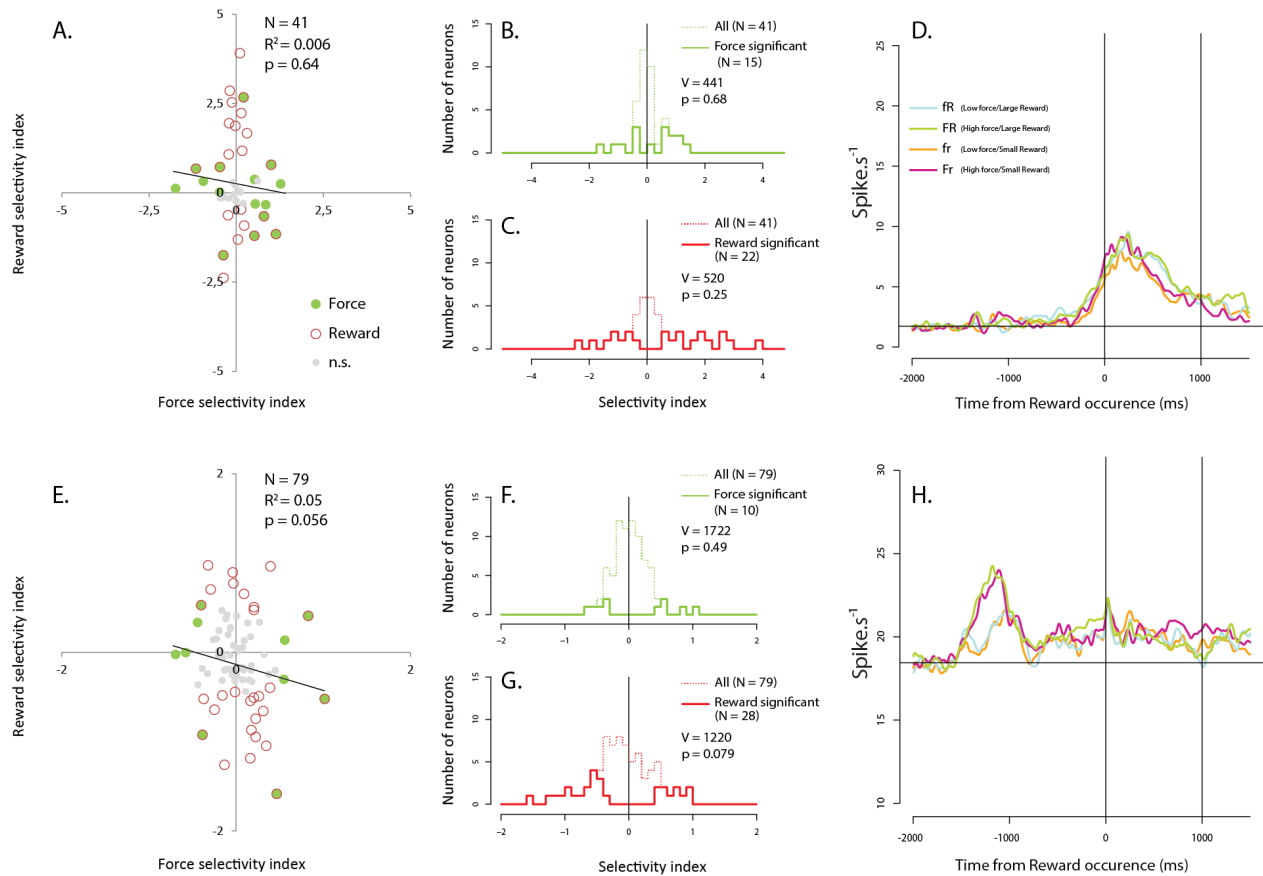 A.
N = 41
R² = 0.006
p = 0.64
5
2,5
0
0
-2,5
-5
-5
-2,5
2,5
5
Reward selectivity index
Force
Reward
n.s.
Force selectivity index
B.
All (N = 41)
Force significant
(N = 15)
V = 441
p = 0.68
Number of neurons
15
10
5
0
−4
−2
0
2
4
C.
All (N = 41)
Reward significant
(N = 22)
V = 520
p = 0.25
Number of neurons
15
10
5
0
−4
−2
0
2
4
Selectivity index
D.
fR (Low force/Large Reward)
FR (High force/Large Reward)
fr (Low force/Small Reward)
Fr (High force/Small Reward)
Spike.s⁻¹
25
20
15
10
5
0
-2000
-1000
0
1000
Time from Reward occurence (ms)
E.
N = 79
R² = 0.05
p = 0.056
2
0
0
-2
-2
2
Reward selectivity index
Force selectivity index
F.
All (N = 79)
Force significant
(N = 10)
V = 1722
p = 0.49
Number of neurons
15
10
5
0
−2
−1
0
1
2
G.
All (N = 79)
Reward significant
(N = 28)
V = 1220
p = 0.079
Number of neurons
15
10
5
0
−2
−1
0
1
2
Selectivity index
H.
Spike.s⁻¹
30
25
20
15
10
-2000
-1000
0
1000
Time from Reward occurence (ms)